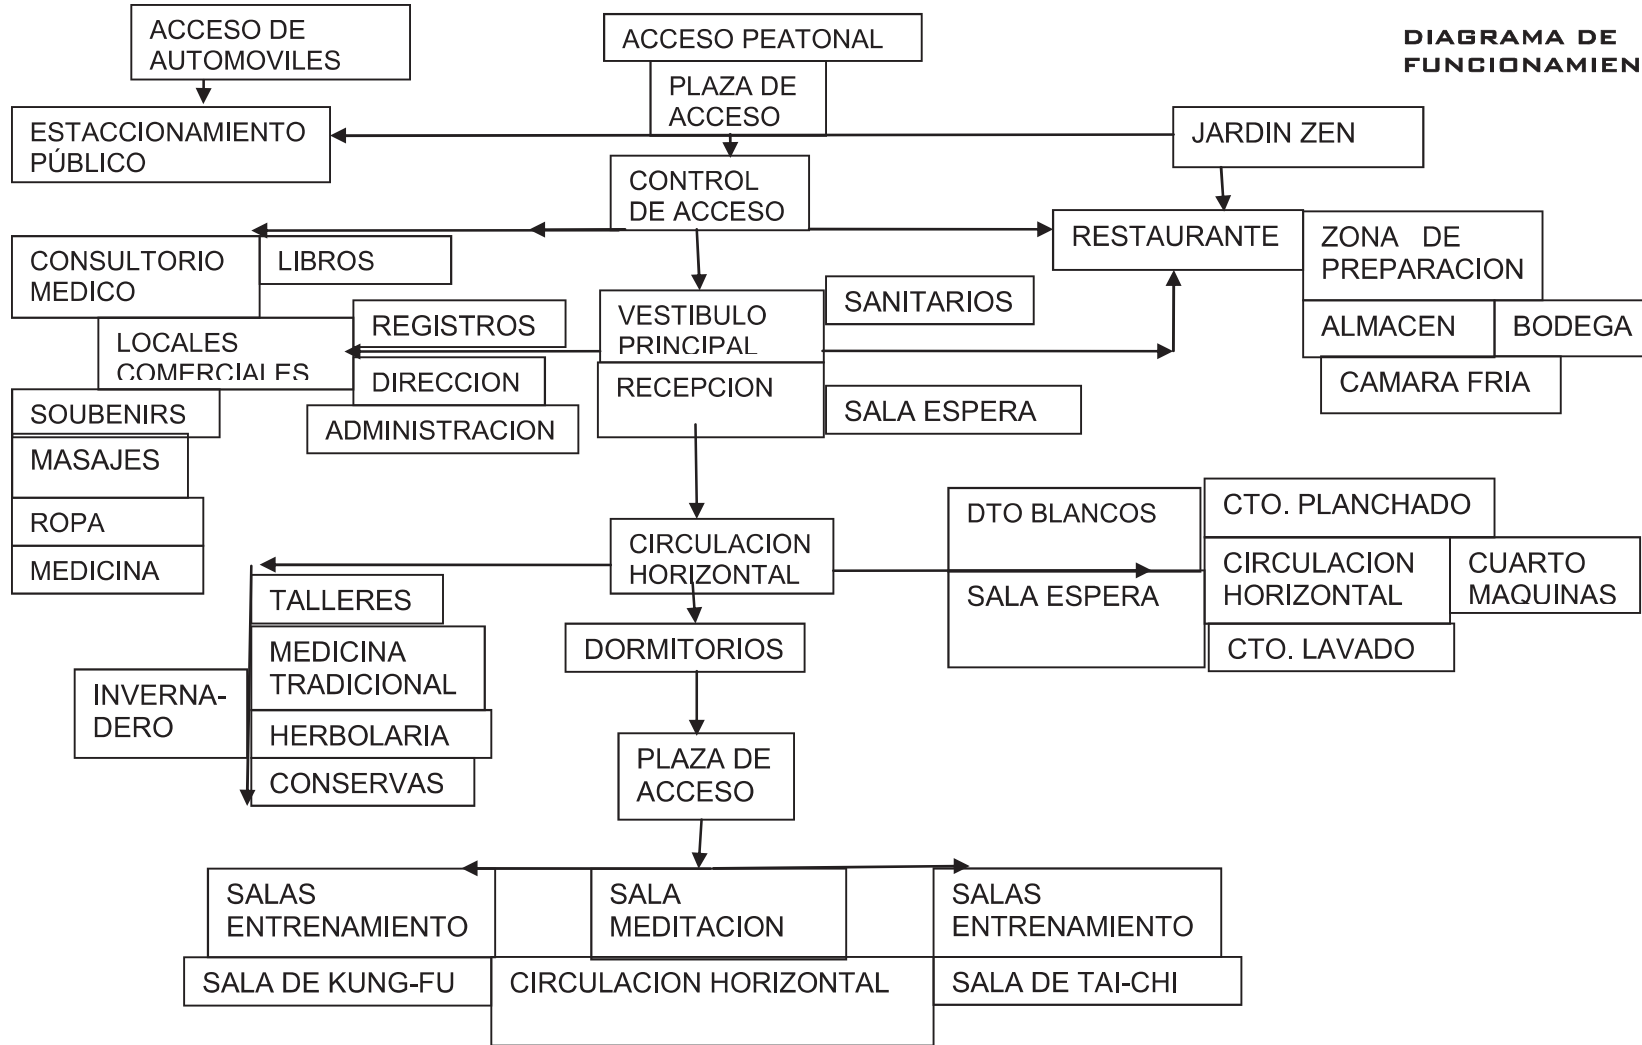 ACCESO DE
AUTOMOVILES
ACCESO PEATONAL
DIAGRAMA DE
FUNCIONAMIEN
PLAZA DE
ACCESO
ESTACCIONAMIENTO
PÚBLICO
JARDIN ZEN
CONTROL
DE ACCESO
CONSULTORIO
MEDICO
LIBROS
RESTAURANTE
ZONA DE
PREPARACION
REGISTROS
VESTIBULO
PRINCIPAL
SANITARIOS
ALMACEN
BODEGA
LOCALES
COMERCIALES
DIRECCION
RECEPCION
CAMARA FRIA
SOUBENIRS
ADMINISTRACION
SALA ESPERA
MASAJES
ROPA
MEDICINA
CIRCULACION
HORIZONTAL
DTO BLANCOS
CTO. PLANCHADO
SALA ESPERA
CIRCULACION
HORIZONTAL
CUARTO
MAQUINAS
CTO. LAVADO
TALLERES
MEDICINA
TRADICIONAL
DORMITORIOS
INVERNA-
DERO
HERBOLARIA
CONSERVAS
PLAZA DE
ACCESO
SALAS
ENTRENAMIENTO
SALA
MEDITACION
SALAS
ENTRENAMIENTO
SALA DE KUNG-FU
CIRCULACION HORIZONTAL
SALA DE TAI-CHI